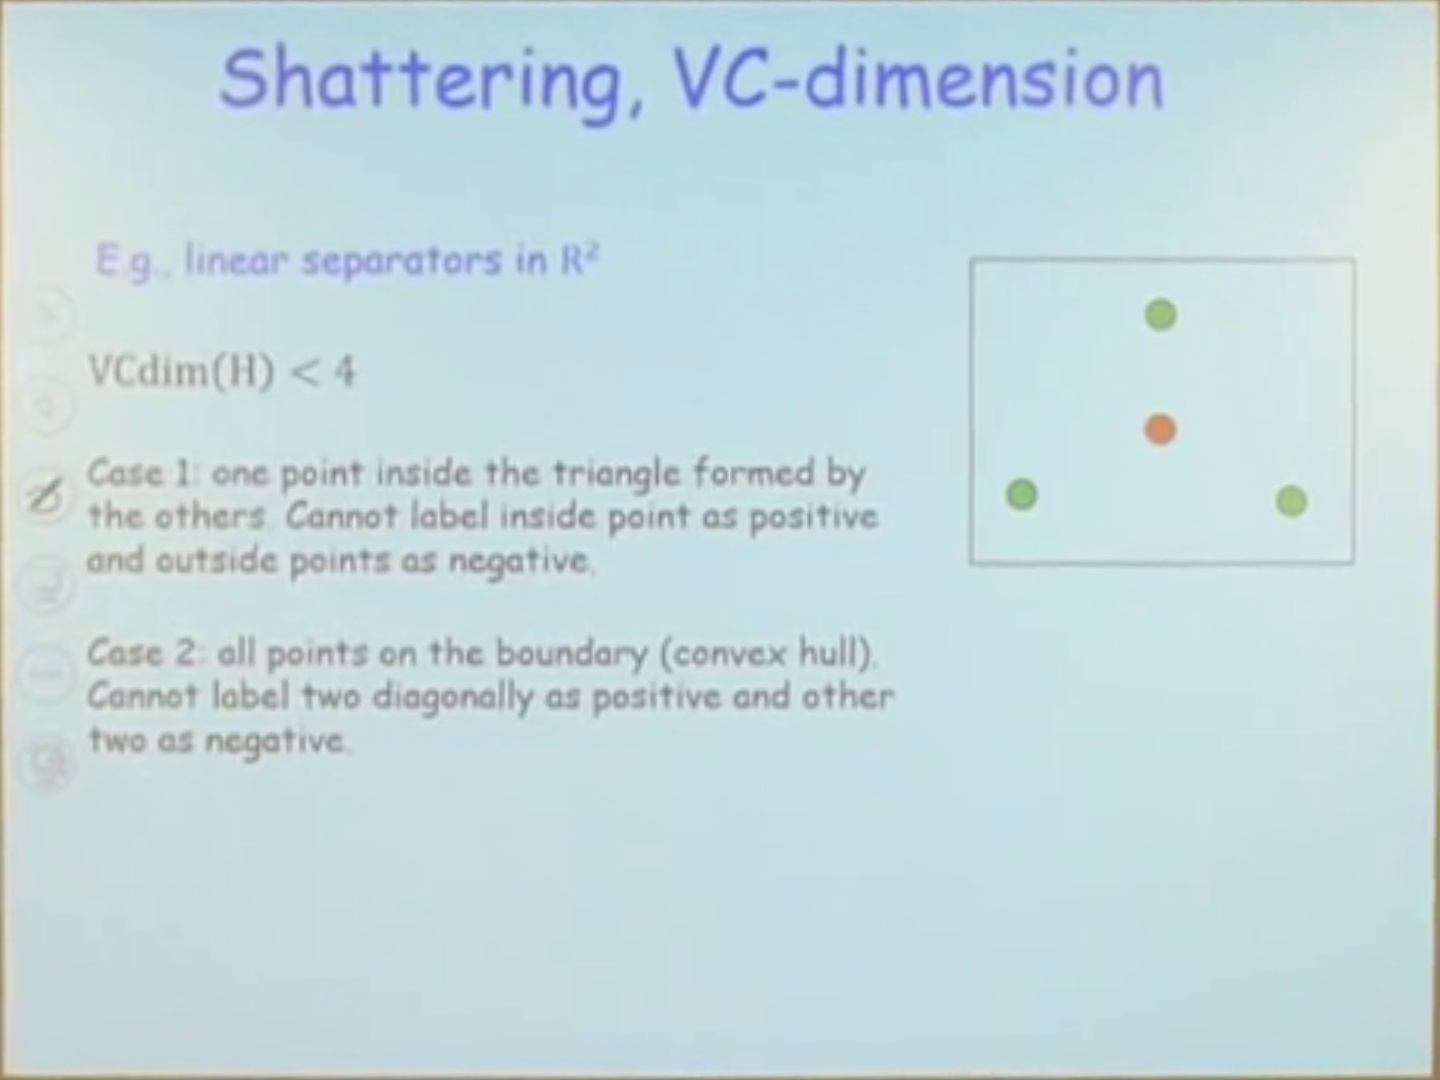 Shattering, VC-dimension
E.g., linear separators in R²
VCdim(H) < 4
Case 1: one point inside the triangle formed by
the others. Cannot label inside point as positive
and outside points as negative.
Case 2: all points on the boundary (convex hull).
Cannot label two diagonally as positive and other
two as negative.